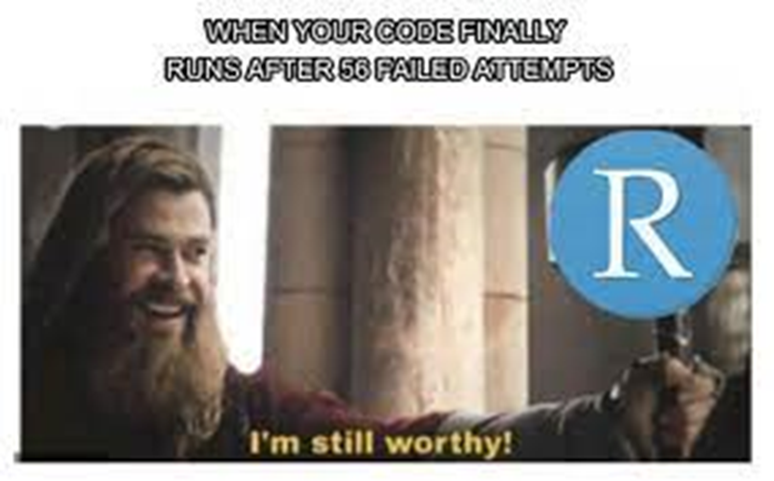 WHEN YOUR CODE FINALLY
RUNS AFTER 56 FAILED ATTEMPTS
R
I'm still worthy!